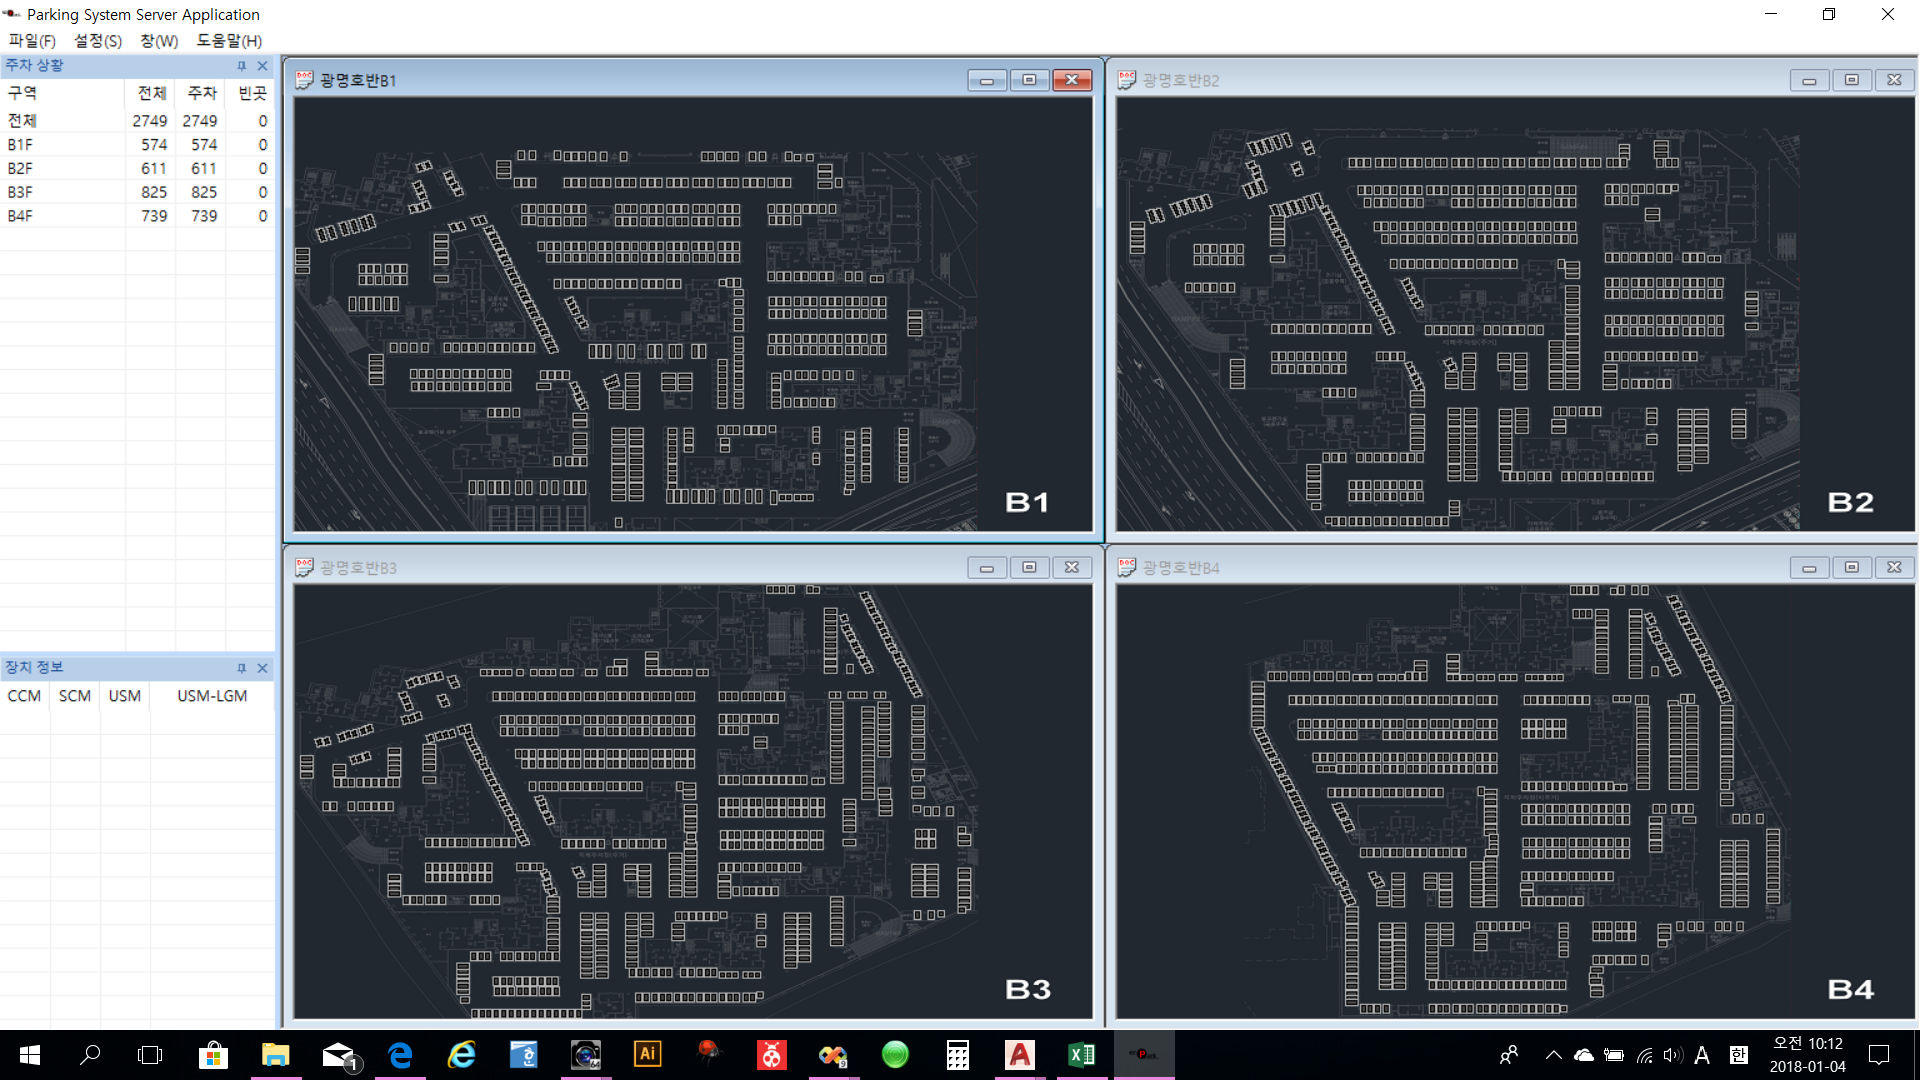 Parking System Server Application
파일(F) 설정(S) 창(W) 도움말(H)
주차 상황
구역 전체 주차 빈곳
전체 2749 2749 0
B1F 574 574 0
B2F 611 611 0
B3F 825 825 0
B4F 739 739 0
장치 정보
CCM SCM USM USM-LGM
광명호반B1
B1
광명호반B2
B2
광명호반B3
B3
광명호반B4
B4
오전 10:12
2018-01-04